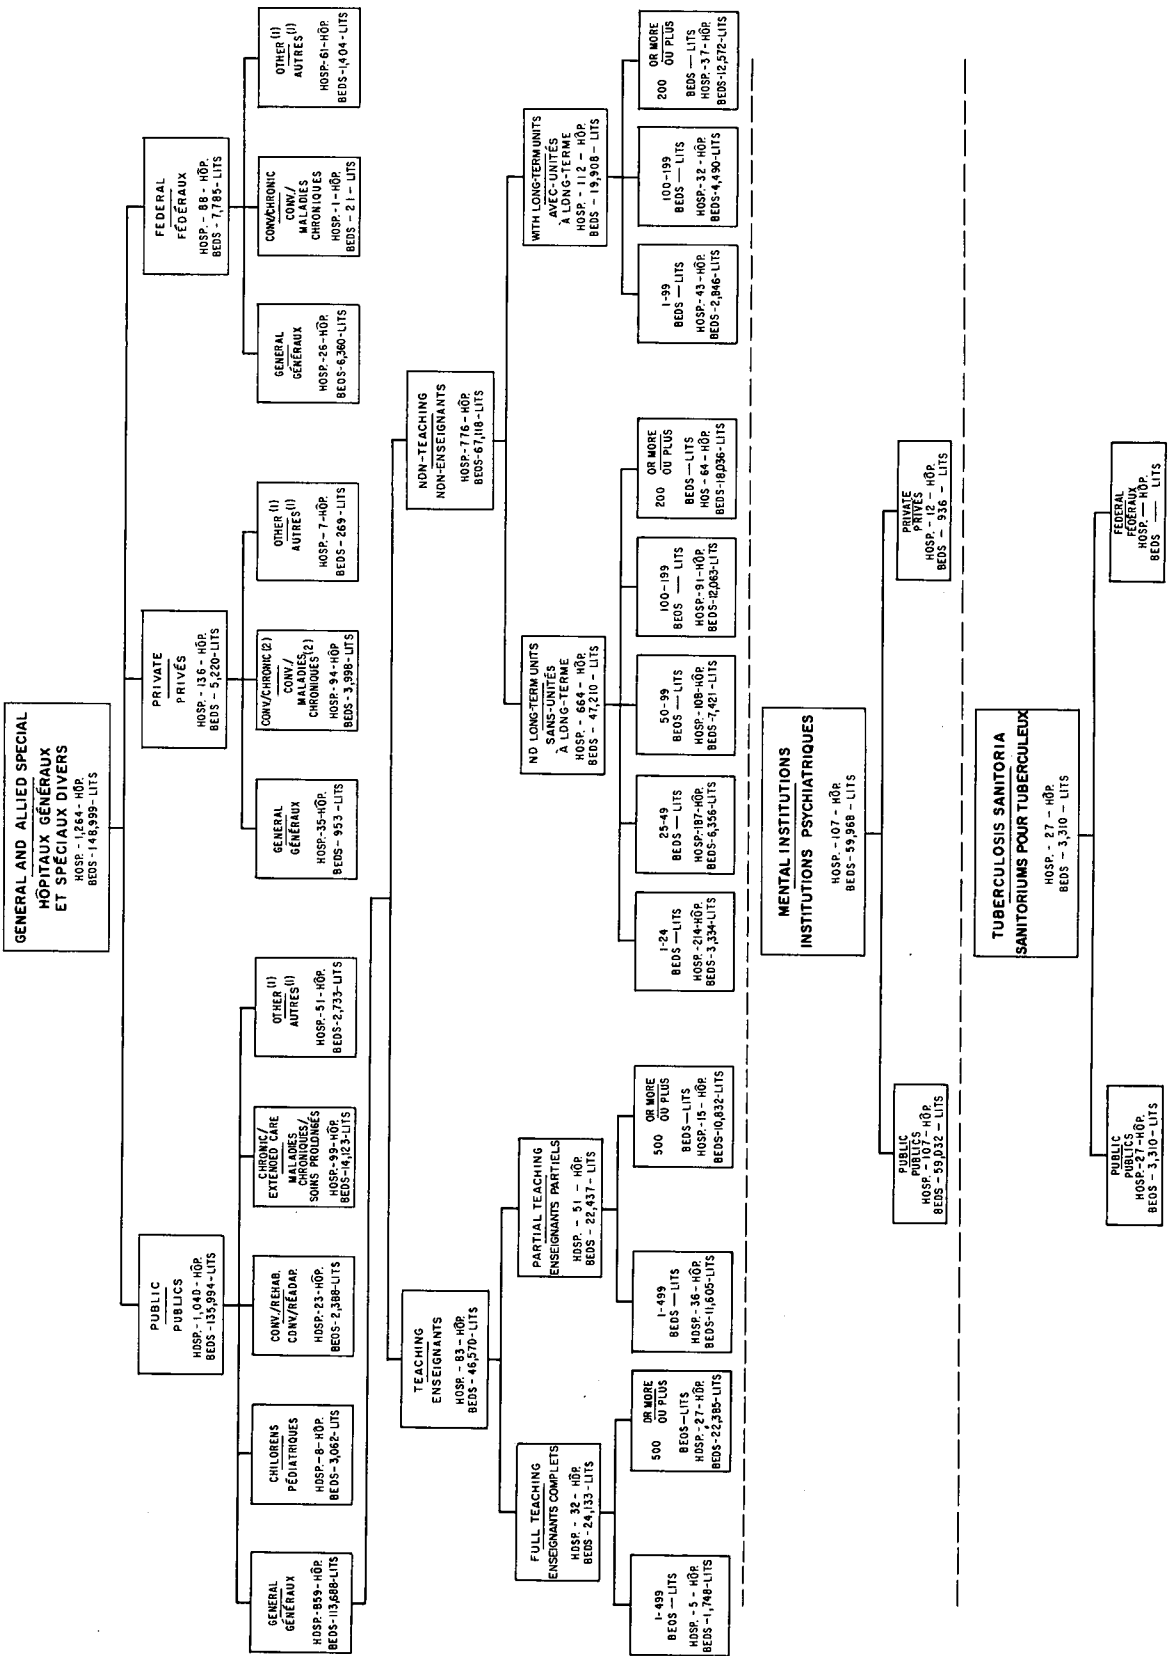 GENERAL AND ALLIED SPECIAL
HÔPITAUX GÉNÉRAUX
ET SPÉCIAUX DIVERS
HOSP. - 1,264 - HÔP.
BEDS - 148,999 - LITS
PUBLIC
PUBLICS
HOSP. - 1,040 - HÔP.
BEDS - 135,994 - LITS
PRIVATE
PRIVÉS
HOSP. - 136 - HÔP.
BEDS - 5,220 - LITS
FEDERAL
FÉDÉRAUX
HOSP. - 88 - HÔP.
BEDS - 7,785 - LITS
GENERAL
GÉNÉRAUX
HOSP. - 859 - HÔP.
BEDS - 113,688 - LITS
CHILDRENS
PÉDIATRIQUES
HOSP. - 8 - HÔP.
BEDS - 3,062 - LITS
CONV./REHAB.
CONV./RÉADAP.
HOSP. - 23 - HÔP.
BEDS - 2,388 - LITS
CHRONIC/
EXTENDED CARE
MALADIES
CHRONIQUES/
SOINS PROLONGÉS
HOSP. - 99 - HÔP.
BEDS - 14,123 - LITS
OTHER (1)
AUTRES (1)
HOSP. - 51 - HÔP.
BEDS - 2,733 - LITS
GENERAL
GÉNÉRAUX
HOSP. - 35 - HÔP.
BEDS - 953 - LITS
CONV/CHRONIC (2)
CONV./
MALADIES
CHRONIQUES (2)
HOSP. - 94 - HÔP
BEDS - 3,998 - LITS
OTHER (1)
AUTRES (1)
HOSP. - 7 - HÔP.
BEDS - 269 - LITS
GENERAL
GÉNÉRAUX
HOSP. - 26 - HÔP.
BEDS - 6,360 - LITS
CONV/CHRONIC
CONV./
MALADIES
CHRONIQUES
HOSP. - 1 - HÔP.
BEDS - 21 - LITS
OTHER (1)
AUTRES (1)
HOSP. - 61 - HÔP.
BEDS - 1,404 - LITS
TEACHING
ENSEIGNANTS
HOSP. - 83 - HÔP.
BEDS - 46,570 - LITS
NON-TEACHING
NON-ENSEIGNANTS
HOSP. - 776 - HÔP.
BEDS - 67,118 - LITS
FULL TEACHING
ENSEIGNANTS COMPLETS
HOSP. - 32 - HÔP.
BEDS - 24,133 - LITS
PARTIAL TEACHING
ENSEIGNANTS PARTIELS
HOSP. - 51 - HÔP.
BEDS - 22,437 - LITS
NO LONG-TERM UNITS
SANS-UNITÉS
À LONG-TERME
HOSP. - 664 - HÔP.
BEDS - 47,210 - LITS
WITH LONG-TERM UNITS
AVEC-UNITÉS
À LONG-TERME
HOSP. - 112 - HÔP.
BEDS - 19,908 - LITS
1-499
BEDS — LITS
HOSP. - 5 - HÔP.
BEDS - 1,748 - LITS
500 OR MORE
OU PLUS
BEDS — LITS
HOSP. - 27 - HÔP.
BEDS - 22,385 - LITS
1-499
BEDS — LITS
HOSP. - 36 - HÔP.
BEDS - 11,605 - LITS
500 OR MORE
OU PLUS
BEDS — LITS
HOSP. - 15 - HÔP.
BEDS - 10,832 - LITS
1-24
BEDS — LITS
HOSP. - 214 - HÔP.
BEDS - 3,334 - LITS
25-49
BEDS — LITS
HOSP. - 187 - HÔP.
BEDS - 6,356 - LITS
50-99
BEDS — LITS
HOSP. - 108 - HÔP.
BEDS - 7,421 - LITS
100-199
BEDS — LITS
HOSP. - 91 - HÔP.
BEDS - 12,063 - LITS
200 OR MORE
OU PLUS
BEDS — LITS
HOS - 64 - HÔP.
BEDS - 18,036 - LITS
1-99
BEDS — LITS
HOSP. - 43 - HÔP.
BEDS - 2,846 - LITS
100-199
BEDS — LITS
HOSP. - 32 - HÔP.
BEDS - 4,490 - LITS
200 OR MORE
OU PLUS
BEDS — LITS
HOSP. - 37 - HÔP.
BEDS - 12,572 - LITS
MENTAL INSTITUTIONS
INSTITUTIONS PSYCHIATRIQUES
HOSP. - 107 - HÔP.
BEDS - 59,968 - LITS
PUBLIC
PUBLICS
HOSP. - 107 - HÔP.
BEDS - 59,032 - LITS
PRIVATE
PRIVÉS
HOSP. - 12 - HÔP.
BEDS - 936 - LITS
TUBERCULOSIS SANITORIA
SANITORIUMS POUR TUBERCULEUX
HOSP. - 27 - HÔP.
BEDS - 3,310 - LITS
PUBLIC
PUBLICS
HOSP. - 27 - HÔP.
BEDS - 3,310 - LITS
FEDERAL
FÉDÉRAUX
HOSP. — HÔP.
BEDS — LITS